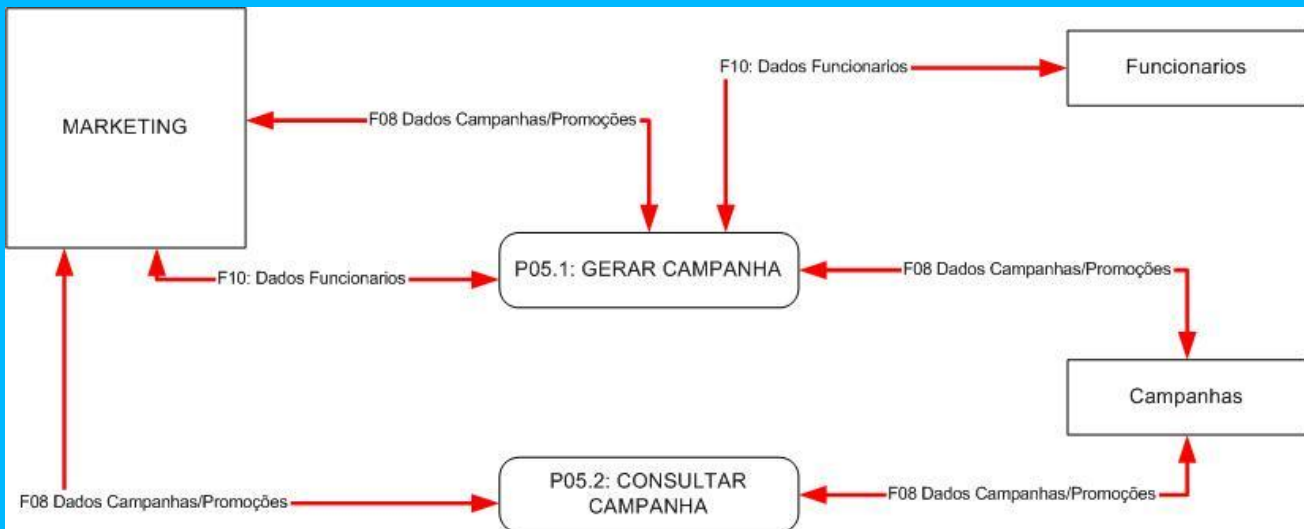 F10: Dados Funcionarios
Funcionarios
MARKETING
F08 Dados Campanhas/Promoções
P05.1: GERAR CAMPANHA
F10: Dados Funcionarios
F08 Dados Campanhas/Promoções
Campanhas
P05.2: CONSULTAR
CAMPANHA
F08 Dados Campanhas/Promoções
F08 Dados Campanhas/Promoções